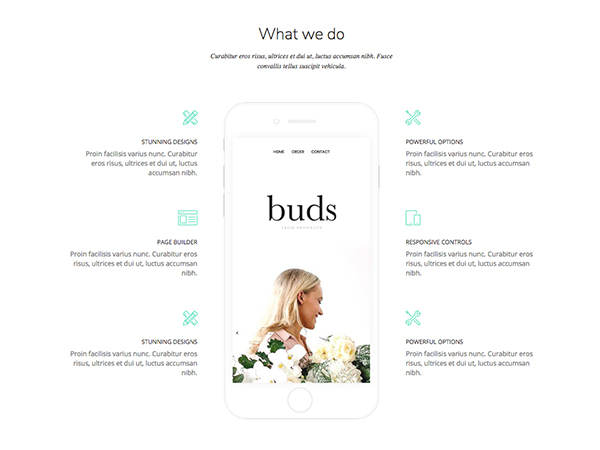 What we do
Curabitur eros risus, ultrices et dui ut, luctus accumsan nibh. Fusce
convallis tellus suscipit vehicula.
STUNNING DESIGNS
Proin facilisis varius nunc. Curabitur
eros risus, ultrices et dui ut, luctus
accumsan nibh.
PAGE BUILDER
Proin facilisis varius nunc. Curabitur eros
risus, ultrices et dui ut, luctus accumsan
nibh.
STUNNING DESIGNS
Proin facilisis varius nunc. Curabitur eros
risus, ultrices et dui ut, luctus accumsan
nibh.
HOME ORDER CONTACT
buds
FROM BROOKLYN
POWERFUL OPTIONS
Proin facilisis varius nunc. Curabitur eros
risus, ultrices et dui ut, luctus accumsan
nibh.
RESPONSIVE CONTROLS
Proin facilisis varius nunc. Curabitur eros
risus, ultrices et dui ut, luctus accumsan
nibh.
POWERFUL OPTIONS
Proin facilisis varius nunc. Curabitur eros
risus, ultrices et dui ut, luctus accumsan
nibh.